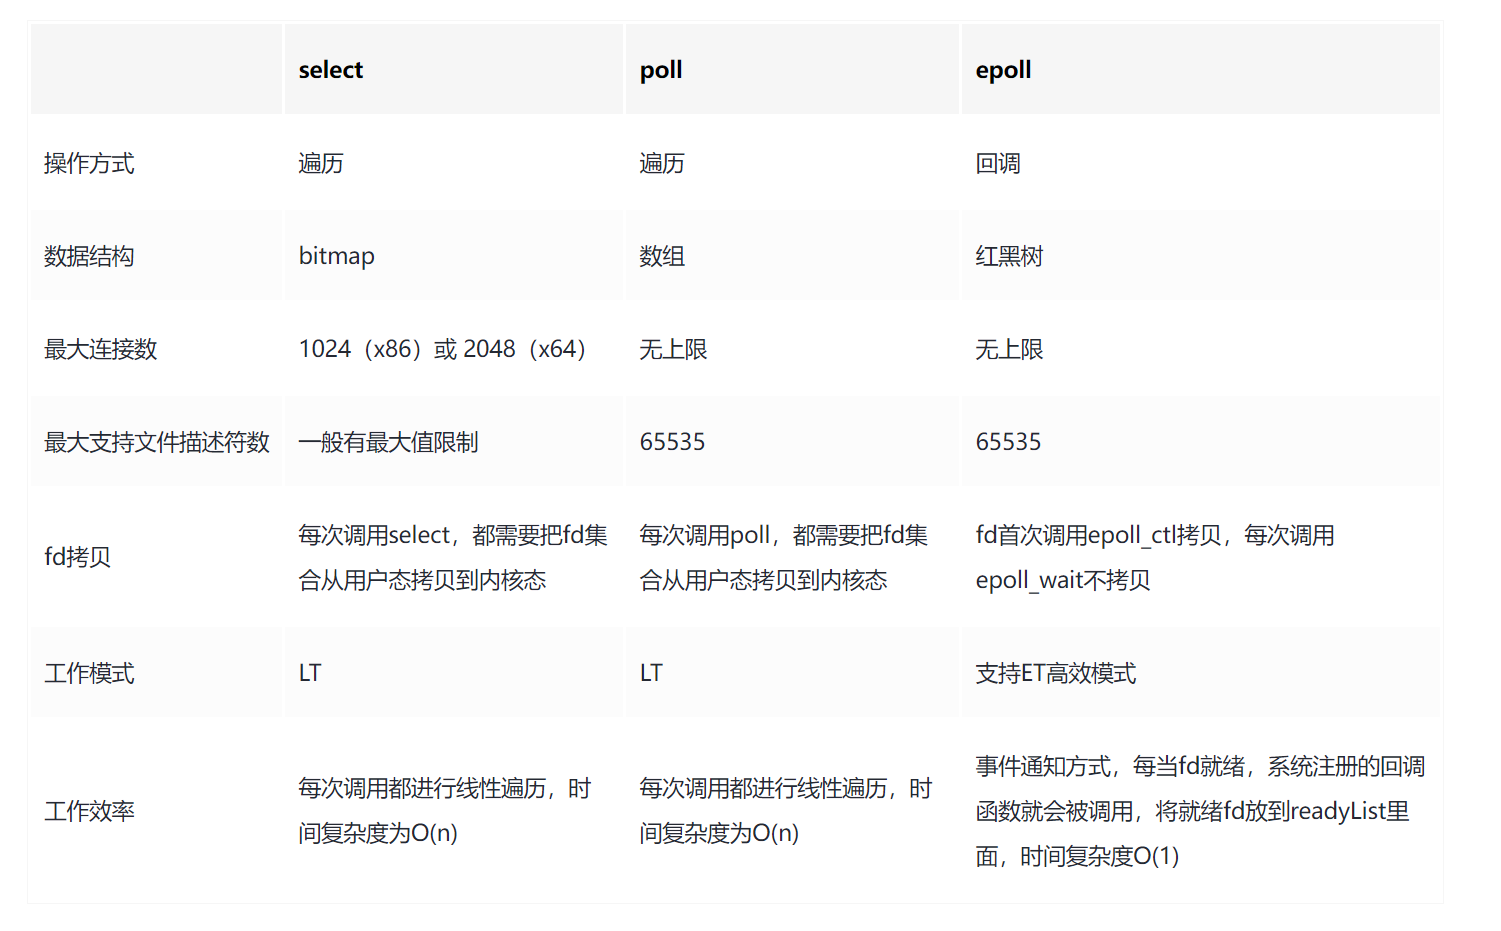 select poll epoll
操作方式 遍历 遍历 回调
数据结构 bitmap 数组 红黑树
最大连接数 1024（x86）或 2048（x64） 无上限 无上限
最大支持文件描述符数 一般有最大值限制 65535 65535
fd拷贝
每次调用select，都需要把fd集
合从用户态拷贝到内核态
每次调用poll，都需要把fd集
合从用户态拷贝到内核态
fd首次调用epoll_ctl拷贝，每次调用
epoll_wait不拷贝
工作模式 LT LT 支持ET高效模式
工作效率
每次调用都进行线性遍历，时
间复杂度为O(n)
每次调用都进行线性遍历，时
间复杂度为O(n)
事件通知方式，每当fd就绪，系统注册的回调
函数就会被调用，将就绪fd放到readyList里
面，时间复杂度O(1)